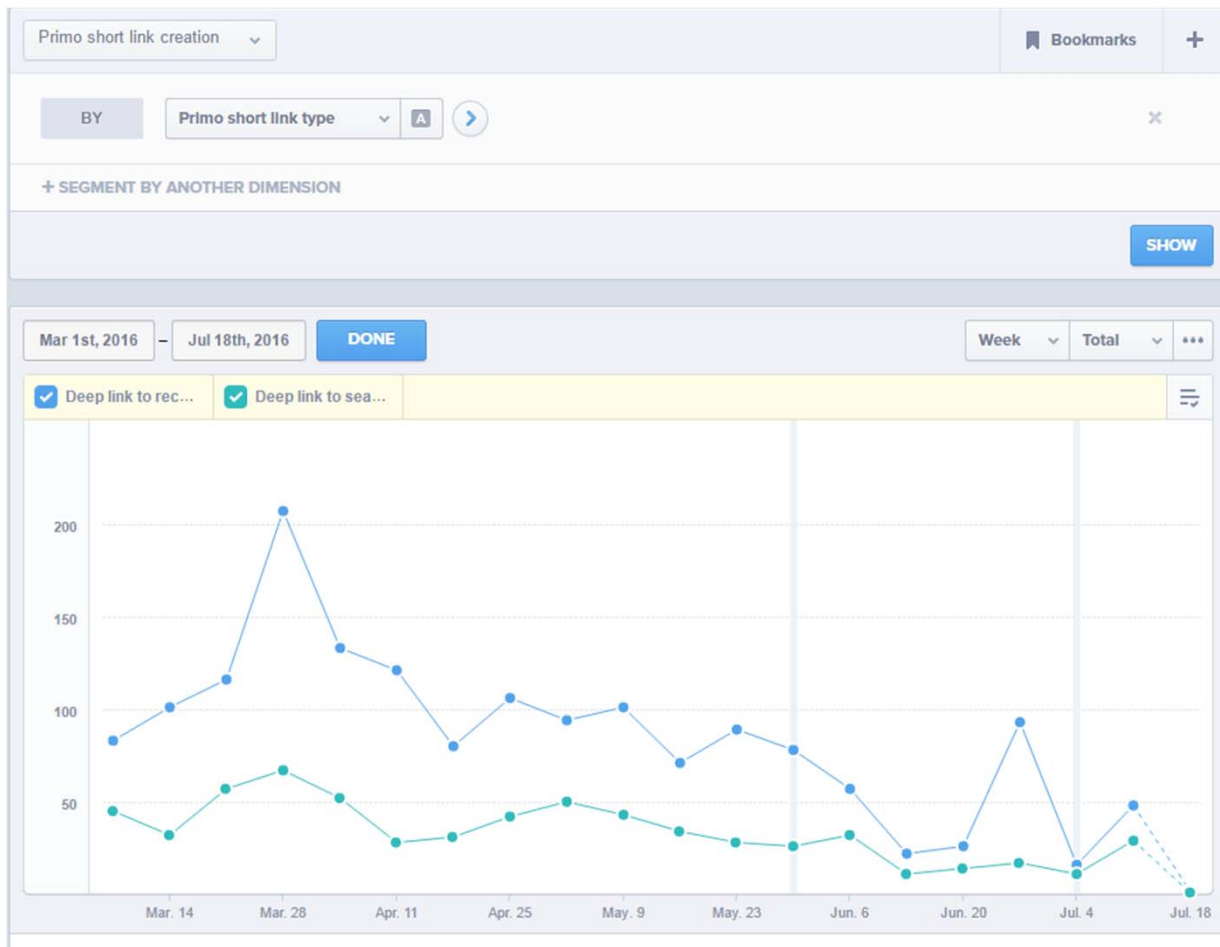 Primo short link creation
Bookmarks +
BY Primo short link type A
+ SEGMENT BY ANOTHER DIMENSION
SHOW
Mar 1st, 2016 – Jul 18th, 2016 DONE Week Total
Deep link to rec... Deep link to sea...
200
150
100
50
Mar. 14 Mar. 28 Apr. 11 Apr. 25 May. 9 May. 23 Jun. 6 Jun. 20 Jul. 4 Jul. 18